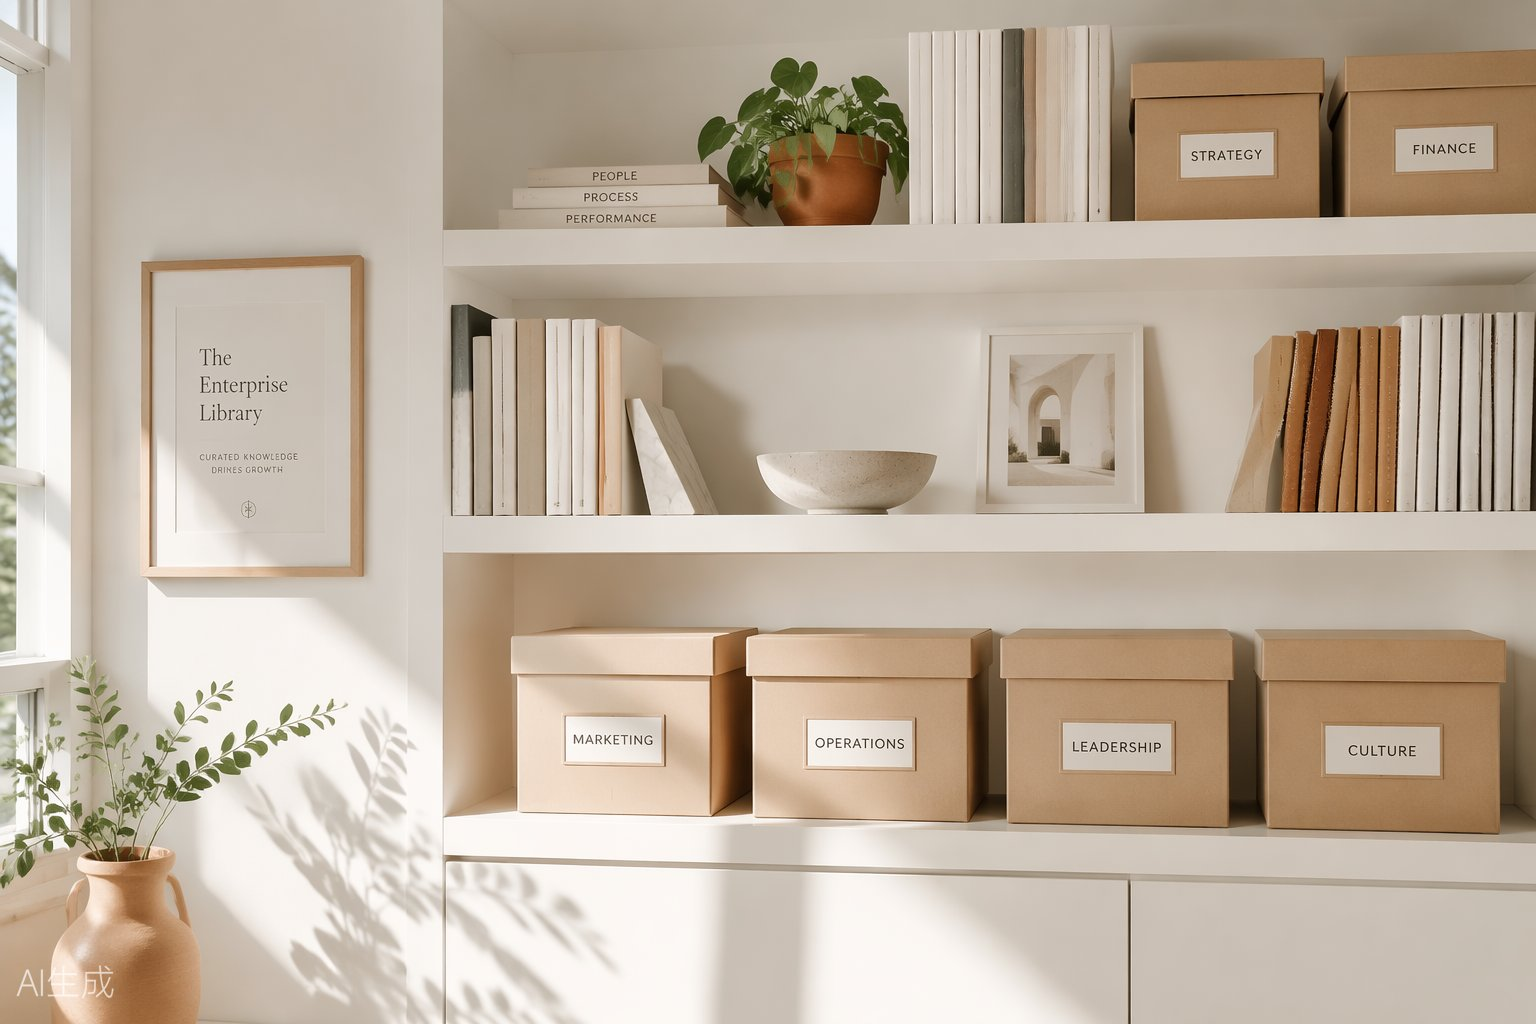 The
Enterprise
Library
CURATED KNOWLEDGE
DRINES GROWTH
PEOPLE
PROCESS
PERFORMANCE
STRATEGY
FINANCE
MARKETING
OPERATIONS
LEADERSHIP
CULTURE
AI生成